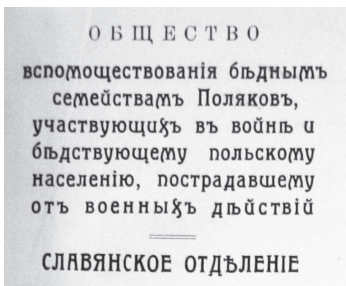 ОБЩЕСТВО
вспомоществованія бѣднымъ
семействамъ Поляковъ,
участвующихъ въ войнѣ и
бѣдствующему польскому
населенію, пострадавшему
отъ военныхъ дѣйствій
СЛАВЯНСКОЕ ОТДѢЛЕНІЕ